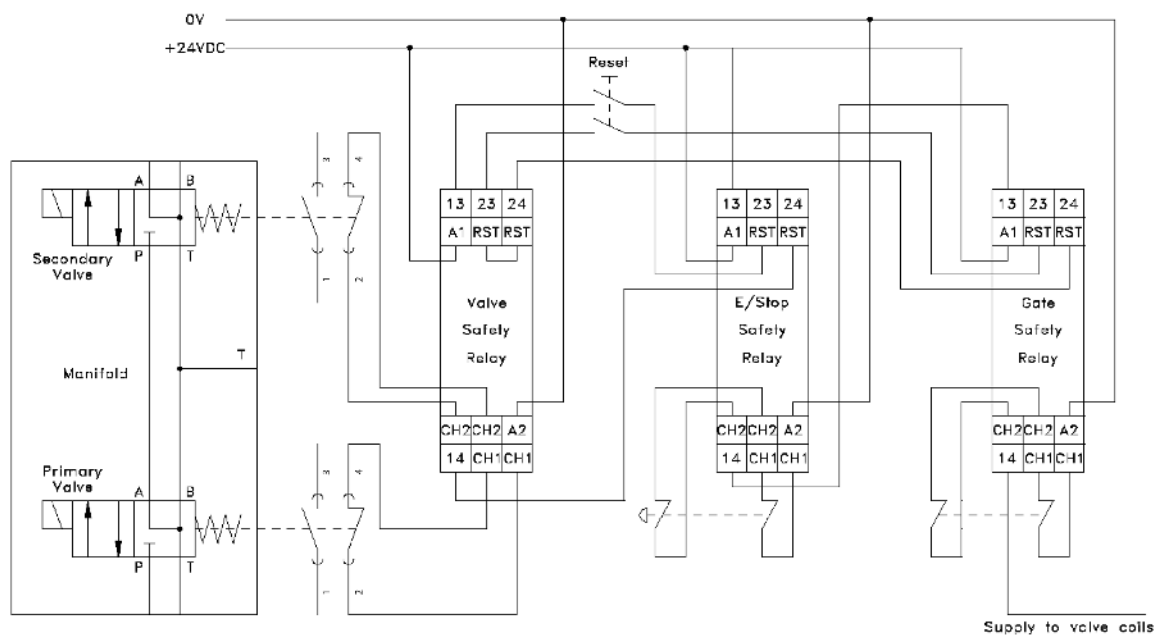 0V
+24VDC
Reset
3 4
A B
13 23 24
13 23 24
13 23 24
A1 RST RST
A1 RST RST
A1 RST RST
P T
Secondary
Valve
1 2
Valve
Safety
Relay
E/Stop
Safety
Relay
Gate
Safety
Relay
T
Manifold
CH2 CH2 A2
CH2 CH2 A2
CH2 CH2 A2
14 CH1 CH1
14 CH1 CH1
14 CH1 CH1
Primary
Valve
3 4
A B
P T
1 2
Supply to valve coils